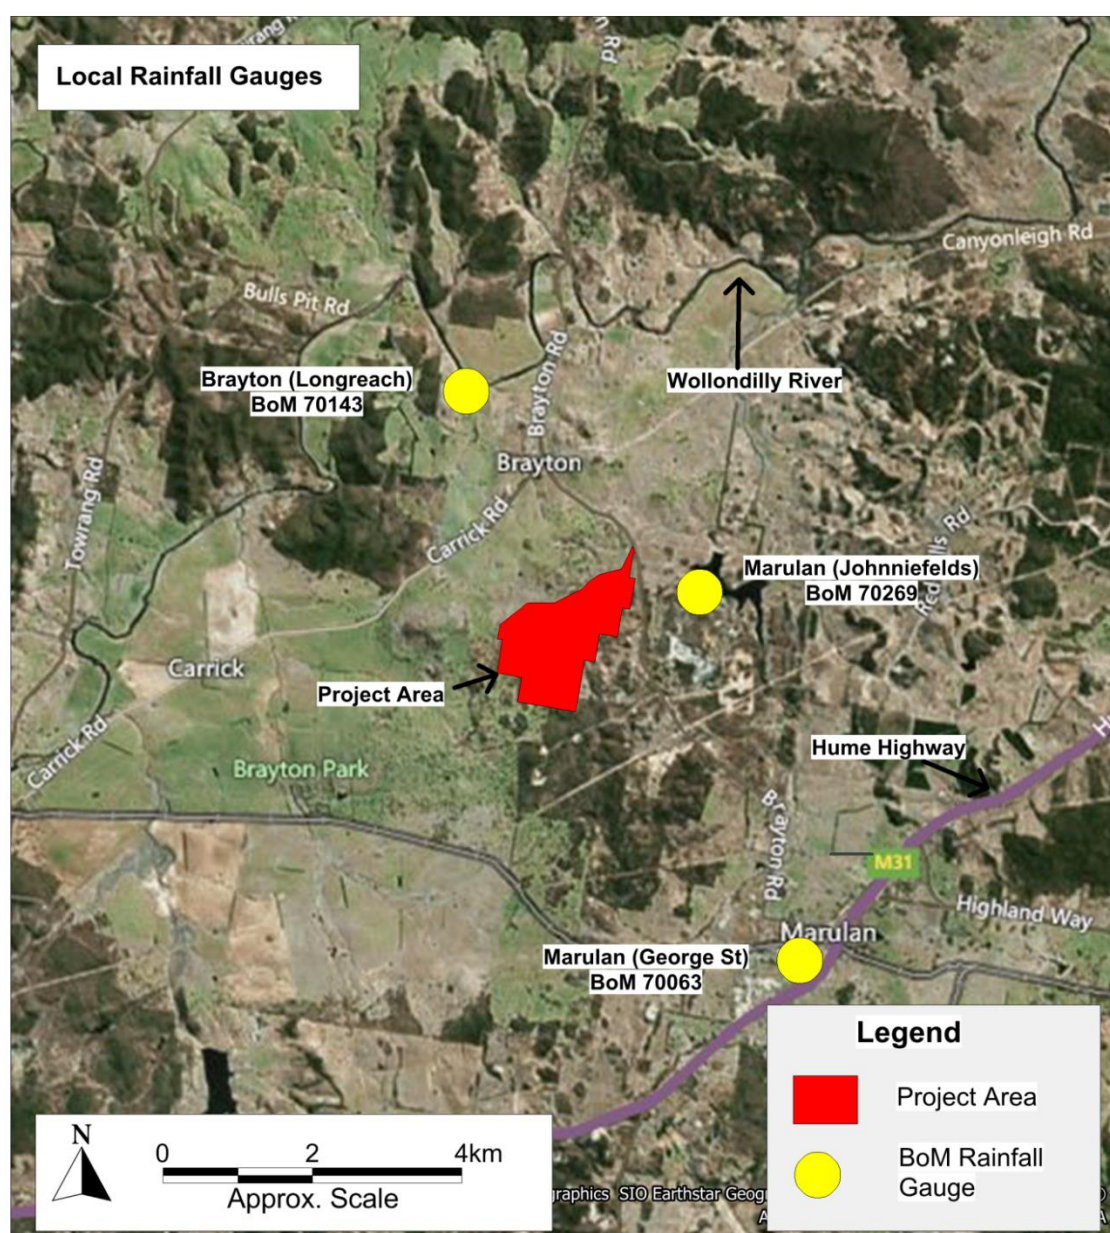 Towrang R
n Rd
Local Rainfall Gauges
Canyonleigh Rd
Bulls Pit Rd
Brayton (Longreach)
BoM 70143
Brayton Rd
Wollondilly River
Brayton
Towrang Rd
Carrick Rd
Marulan (Johnniefelds)
BoM 70269
Carrick
Project Area
Carrick Rd
Brayton Park
Hume Highway
H
Brayton Rd
M31
Highland Way
Marulan
Marulan (George St)
BoM 70063
Legend
Project Area
BoM Rainfall
Gauge
N
0 2 4km
Approx. Scale
graphics SIO Earthstar Geogr
©
A
A